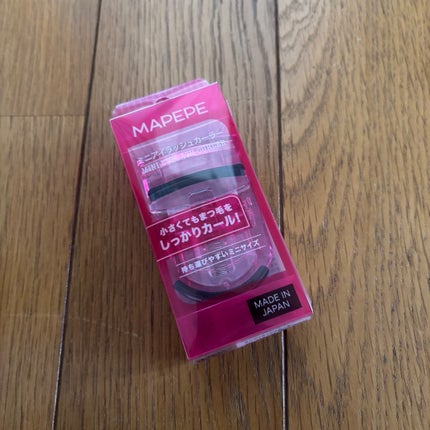 MAPEPE
ミニアイラッシュカーラー
小さくてもまつ毛を
しっかりカール!
持ち運びやすいミニサイズ
MADE IN
JAPAN